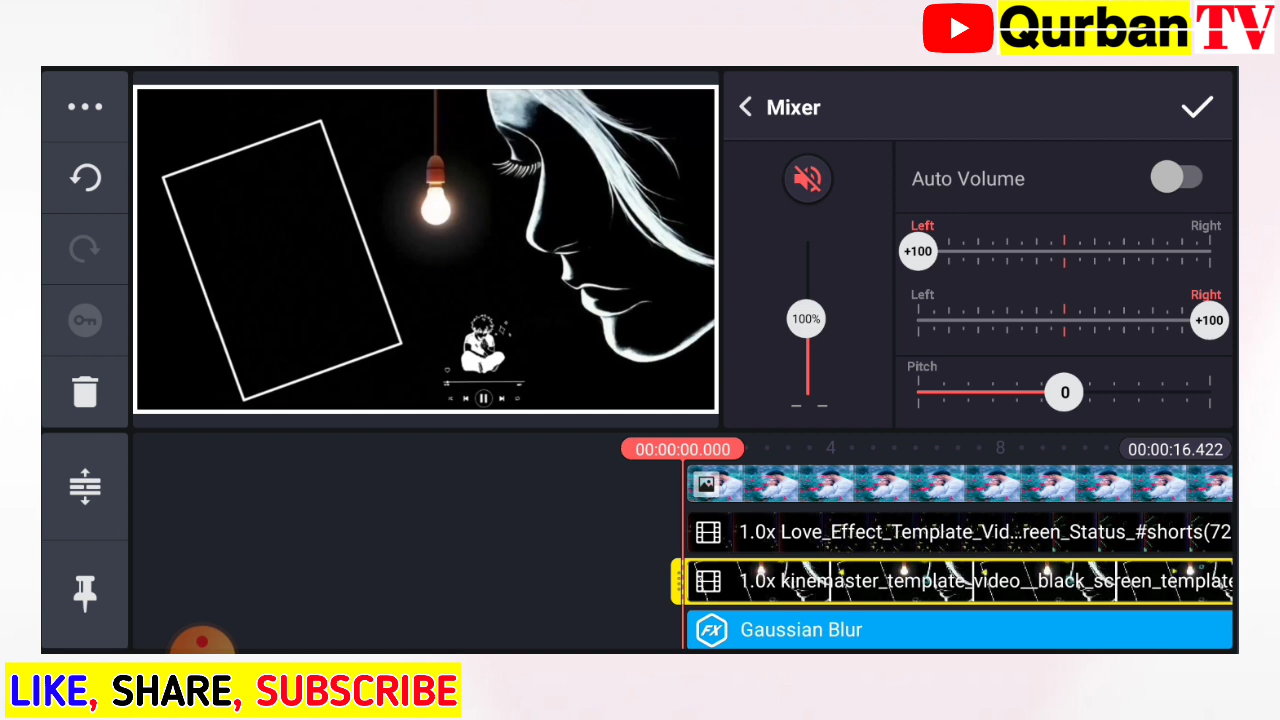 Qurban TV
Mixer
Auto Volume
Left
Right
+100
100%
Left
Right
+100
Pitch
0
00:00:00.000
4
8
00:00:16.422
1.0x Love_Effect_Template_Vid...reen_Status_#shorts(72
1.0x kinemaster_template_video__black_screen_template
FX Gaussian Blur
LIKE, SHARE, SUBSCRIBE